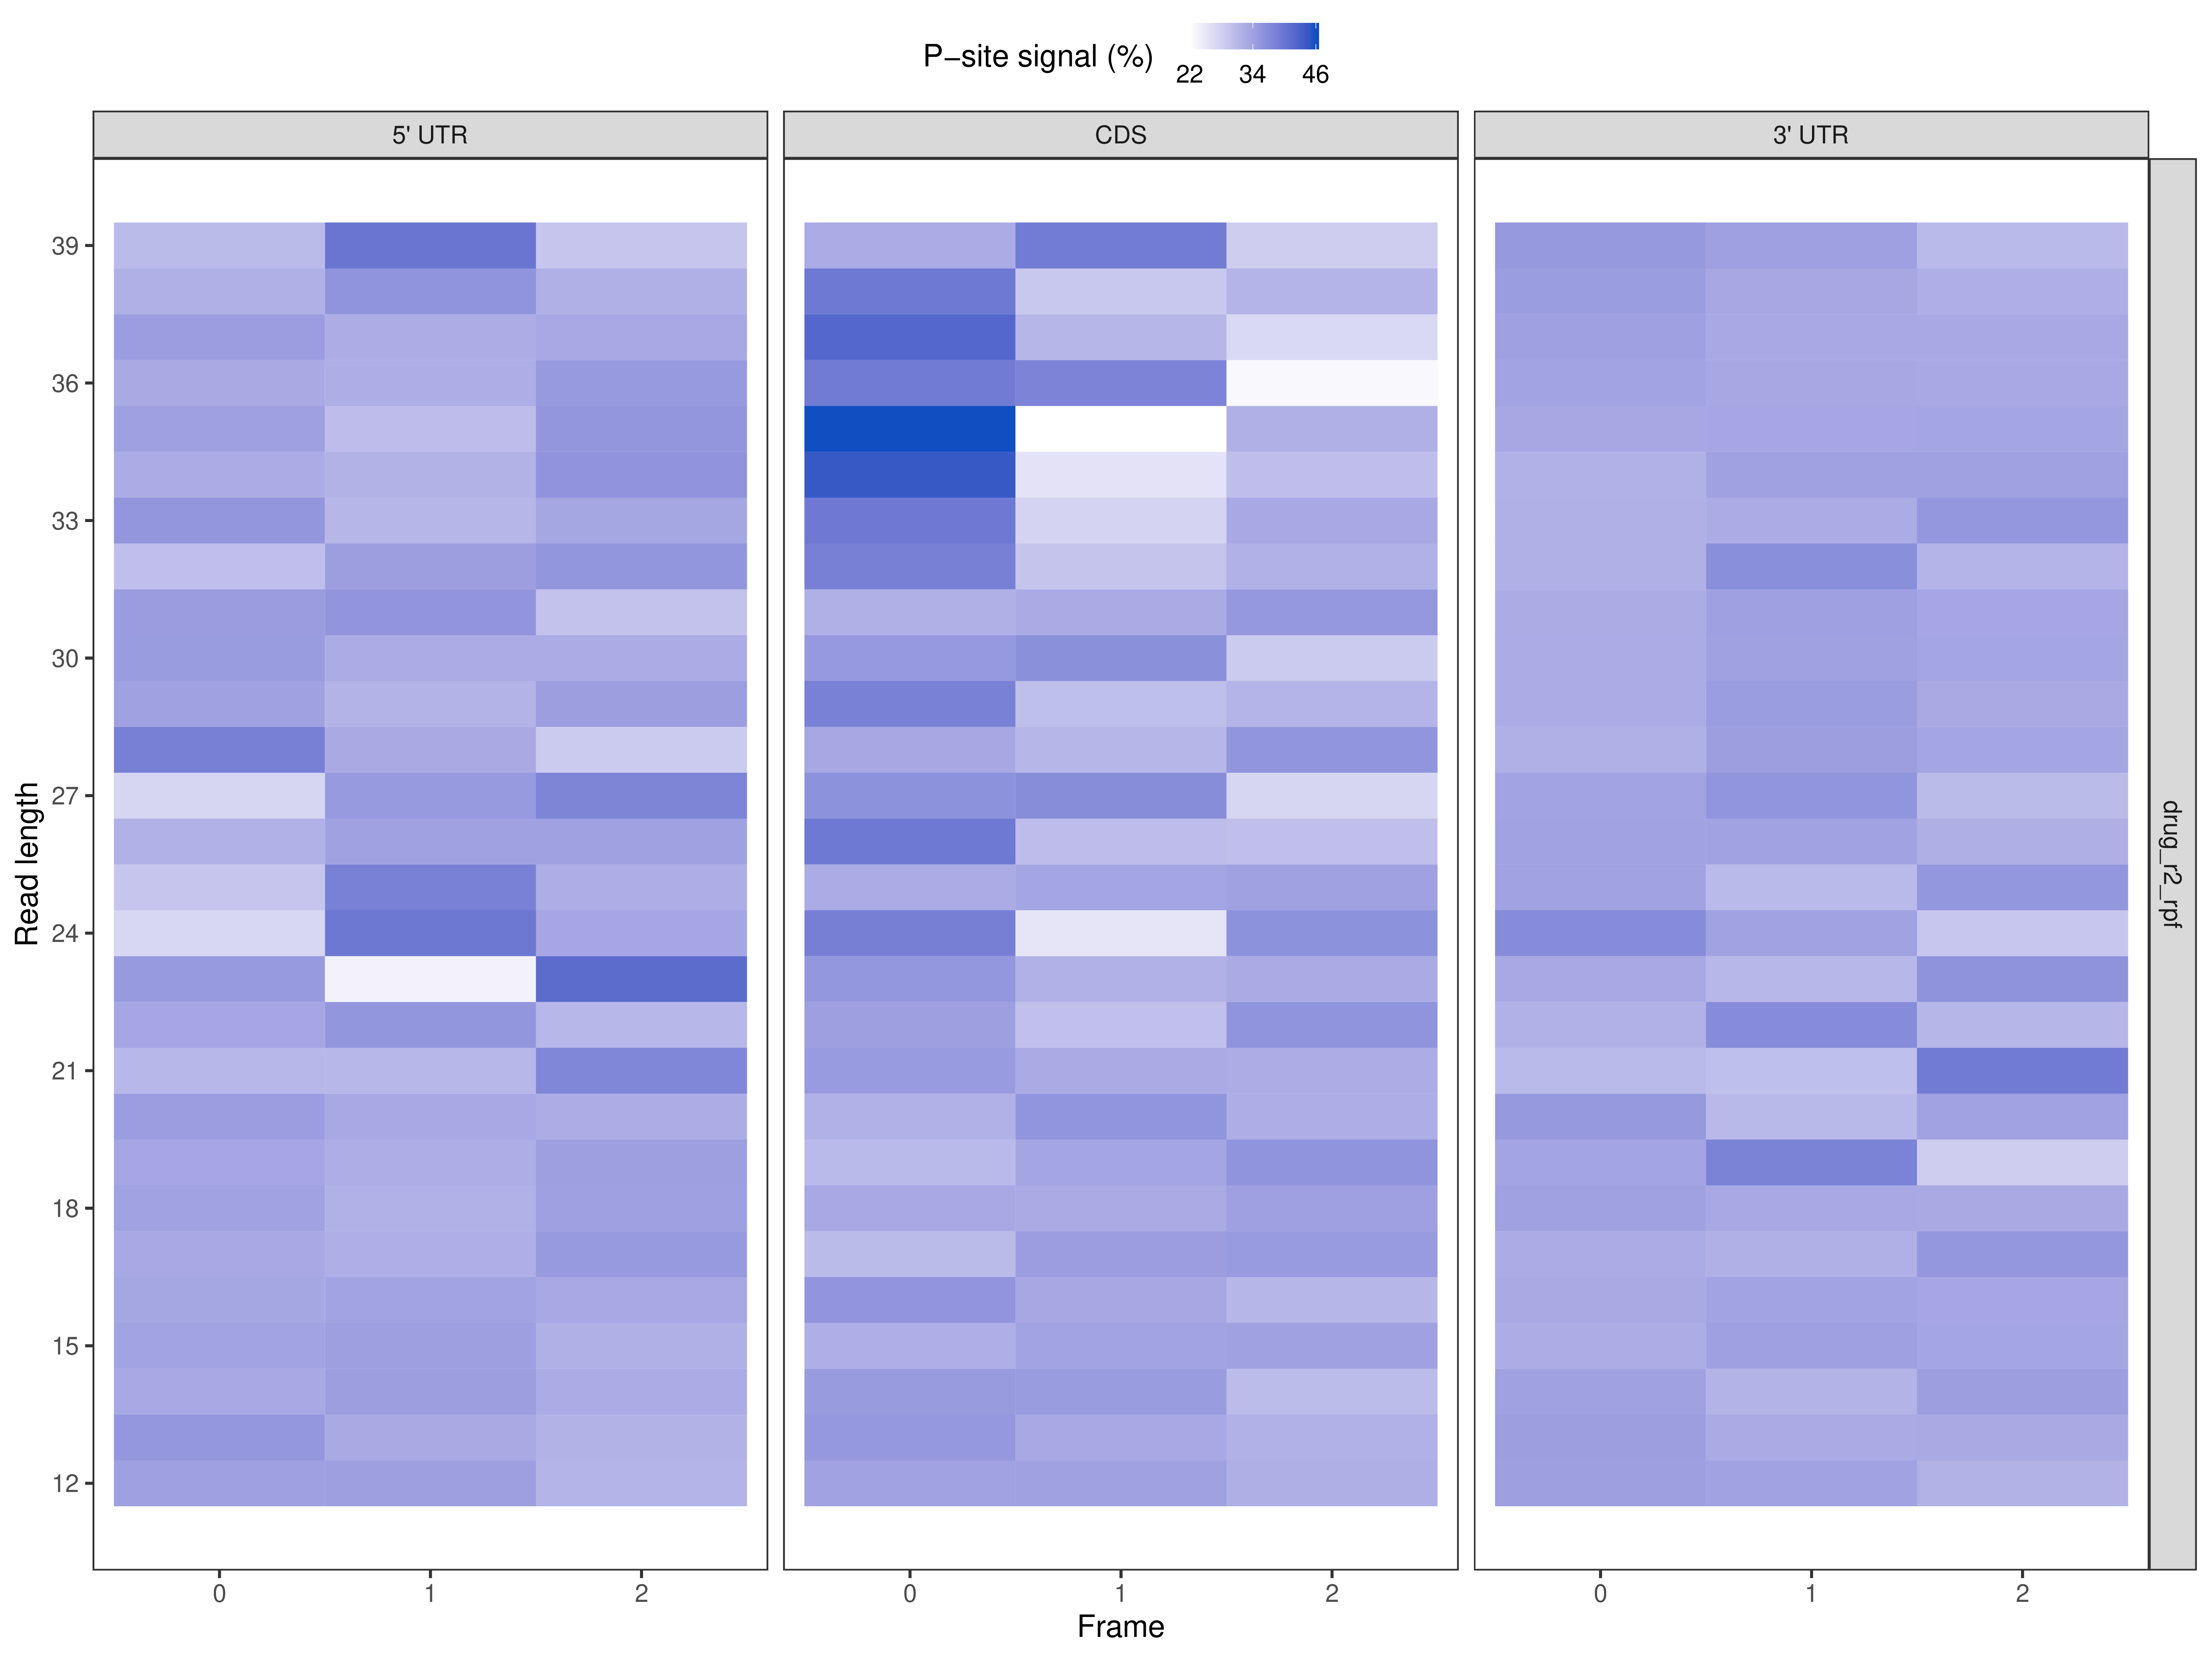 P−site signal (%)
22 34 46
5' UTR
CDS
3' UTR
drug_r2_rpf
Read length
39
36
33
30
27
24
21
18
15
12
0 1 2
0 1 2
0 1 2
Frame